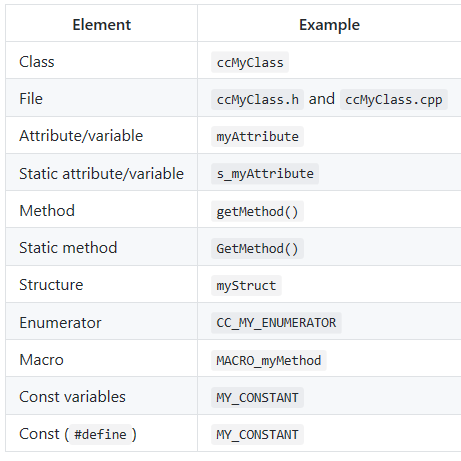 Element Example
Class ccMyClass
File ccMyClass.h and ccMyClass.cpp
Attribute/variable myAttribute
Static attribute/variable s_myAttribute
Method getMethod()
Static method GetMethod()
Structure myStruct
Enumerator CC_MY_ENUMERATOR
Macro MACRO_myMethod
Const variables MY_CONSTANT
Const ( #define ) MY_CONSTANT